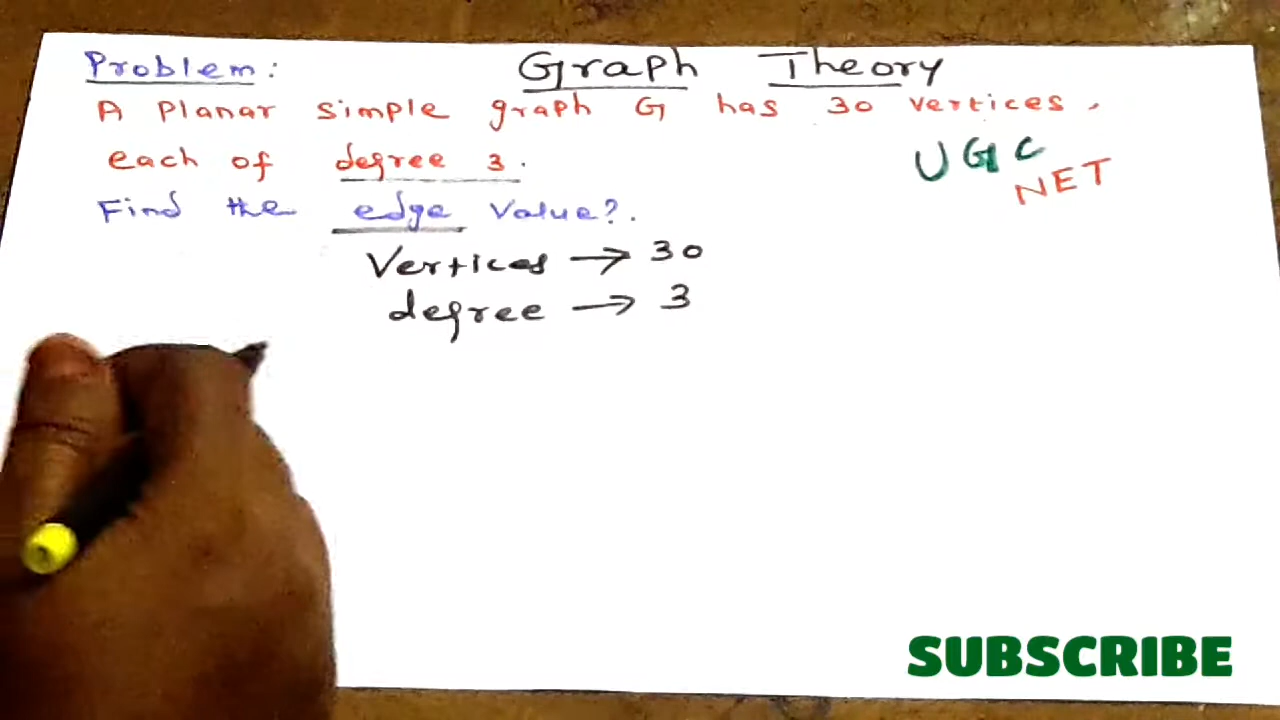 Problem: Graph Theory
A Planar simple graph G has 30 vertices,
each of degree 3.
UGC
NET
Find the edge value?.
Vertices → 30
degree → 3
SUBSCRIBE